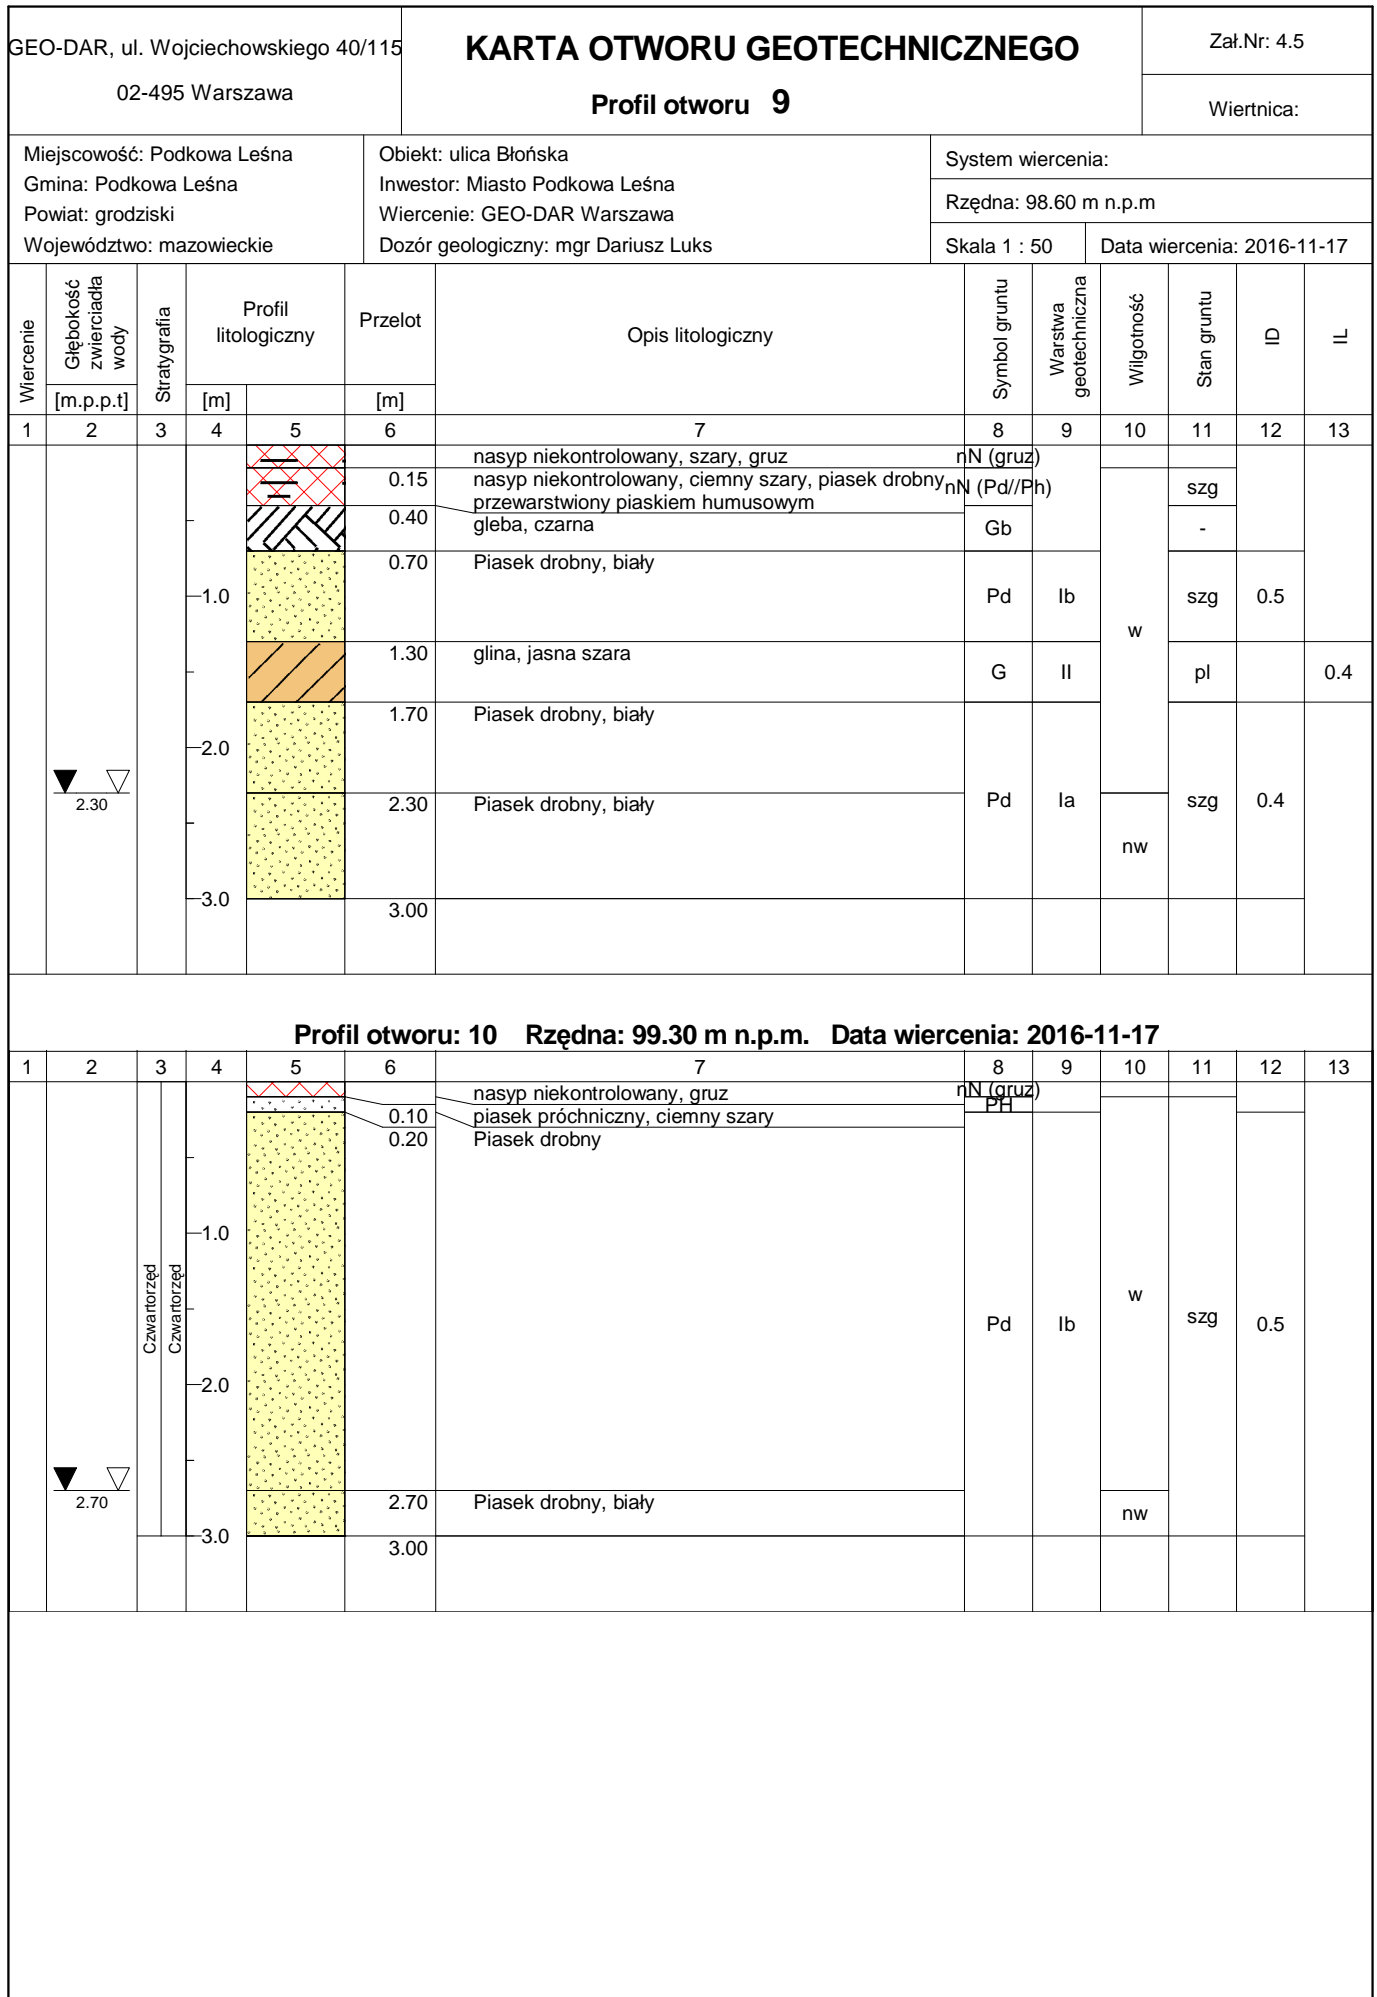 GEO-DAR, ul. Wojciechowskiego 40/115
02-495 Warszawa
KARTA OTWORU GEOTECHNICZNEGO
Profil otworu 9
Zał.Nr: 4.5
Wiertnica:
Miejscowość: Podkowa Leśna
Gmina: Podkowa Leśna
Powiat: grodziski
Województwo: mazowieckie
Obiekt: ulica Błońska
Inwestor: Miasto Podkowa Leśna
Wiercenie: GEO-DAR Warszawa
Dozór geologiczny: mgr Dariusz Luks
System wiercenia:
Rzędna: 98.60 m n.p.m
Skala 1 : 50
Data wiercenia: 2016-11-17
Wiercenie
Głębokość
zwierciadła
wody
[m.p.p.t]
Stratygrafia
Profil
litologiczny
[m]
Przelot
[m]
Opis litologiczny
Symbol gruntu
Warstwa
geotechniczna
Wilgotność
Stan gruntu
ID
IL
1 2 3 4 5 6 7 8 9 10 11 12 13
nasyp niekontrolowany, szary, gruz nN (gruz)
0.15 nasyp niekontrolowany, ciemny szary, piasek drobny nN (Pd//Ph) szg
przewarstwiony piaskiem humusowym
0.40 gleba, czarna Gb -
0.70 Piasek drobny, biały
1.0 Pd Ib szg 0.5
w
1.30 glina, jasna szara
G II pl 0.4
1.70 Piasek drobny, biały
2.0
2.30
2.30 Piasek drobny, biały Pd Ia szg 0.4
nw
3.0
3.00
Profil otworu: 10 Rzędna: 99.30 m n.p.m. Data wiercenia: 2016-11-17
1 2 3 4 5 6 7 8 9 10 11 12 13
nasyp niekontrolowany, gruz nN (gruz)
0.10 piasek próchniczny, ciemny szary PH
0.20 Piasek drobny
1.0
Czwartorzęd
Czwartorzęd
w
Pd Ib szg 0.5
2.0
2.70
2.70 Piasek drobny, biały
nw
3.0
3.00